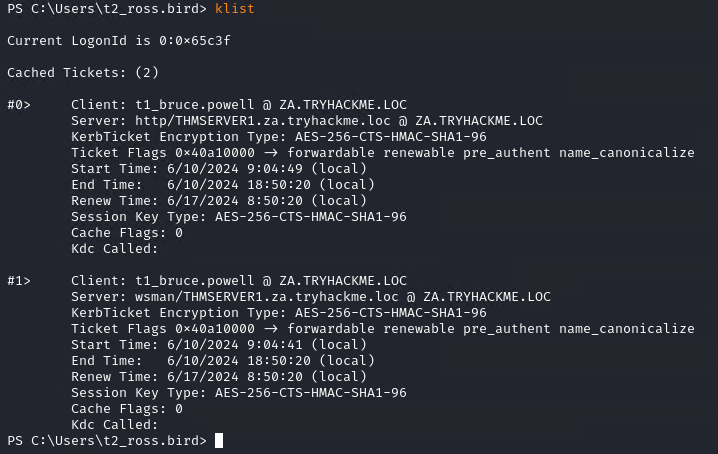 PS C:\Users\t2_ross.bird> klist
Current LogonId is 0:0×65c3f
Cached Tickets: (2)
#0>     Client: t1_bruce.powell @ ZA.TRYHACKME.LOC
        Server: http/THMSERVER1.za.tryhackme.loc @ ZA.TRYHACKME.LOC
        KerbTicket Encryption Type: AES-256-CTS-HMAC-SHA1-96
        Ticket Flags 0×40a10000 → forwardable renewable pre_authent name_canonicalize
        Start Time: 6/10/2024 9:04:49 (local)
        End Time:   6/10/2024 18:50:20 (local)
        Renew Time: 6/17/2024 8:50:20 (local)
        Session Key Type: AES-256-CTS-HMAC-SHA1-96
        Cache Flags: 0
        Kdc Called:
#1>     Client: t1_bruce.powell @ ZA.TRYHACKME.LOC
        Server: wsman/THMSERVER1.za.tryhackme.loc @ ZA.TRYHACKME.LOC
        KerbTicket Encryption Type: AES-256-CTS-HMAC-SHA1-96
        Ticket Flags 0×40a10000 → forwardable renewable pre_authent name_canonicalize
        Start Time: 6/10/2024 9:04:41 (local)
        End Time:   6/10/2024 18:50:20 (local)
        Renew Time: 6/17/2024 8:50:20 (local)
        Session Key Type: AES-256-CTS-HMAC-SHA1-96
        Cache Flags: 0
        Kdc Called:
PS C:\Users\t2_ross.bird>